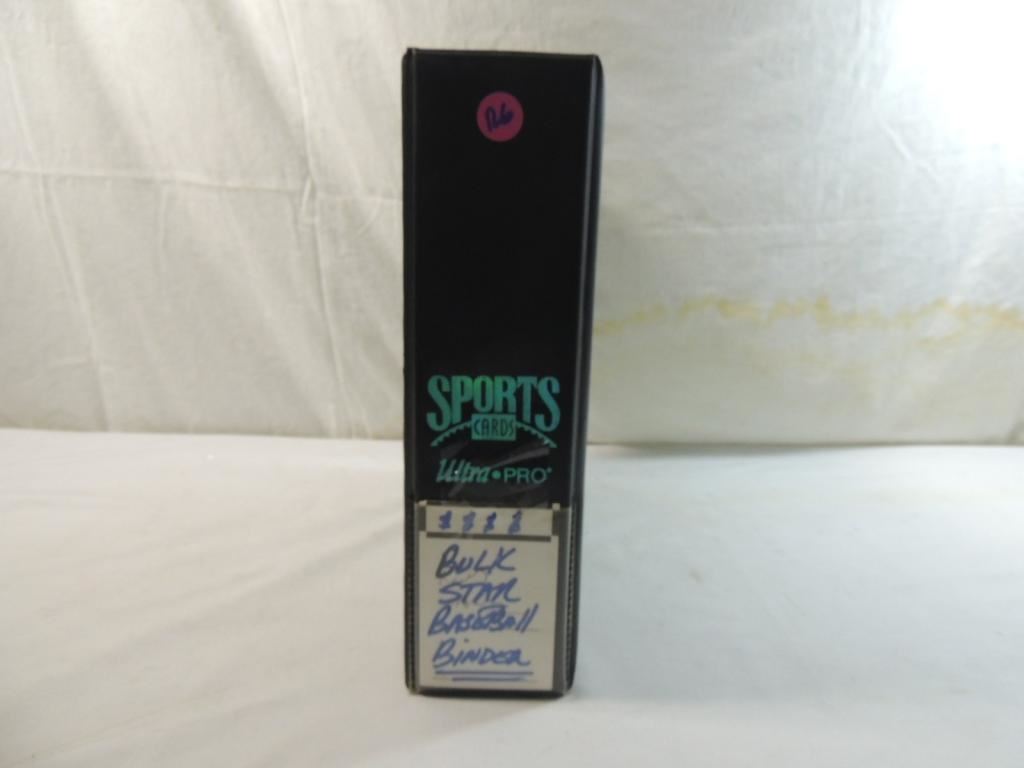 SPORTS
CARDS
Ultra•PRO®
$ $ $ $
BULK
STAR
BASEBAll
BINDER